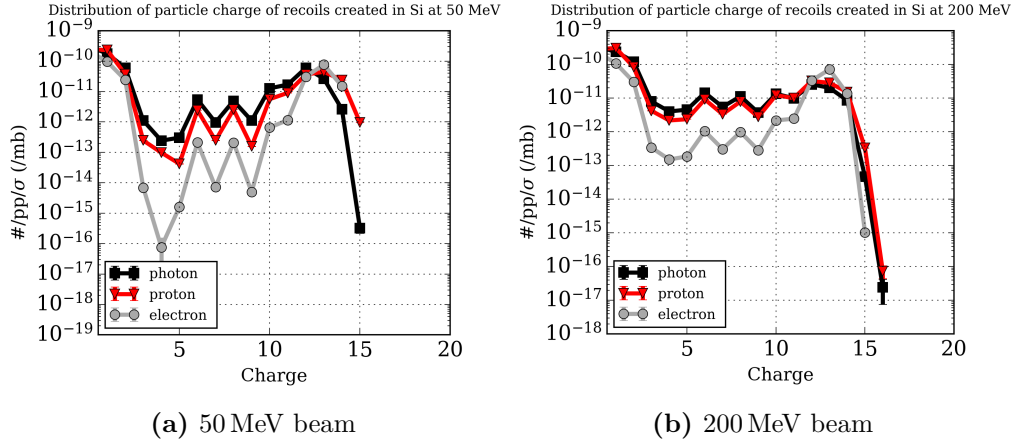 Distribution of particle charge of recoils created in Si at 50 MeV
10⁻⁹
10⁻¹⁰
10⁻¹¹
10⁻¹²
10⁻¹³
10⁻¹⁴
10⁻¹⁵
10⁻¹⁶
10⁻¹⁷
10⁻¹⁸
10⁻¹⁹
#/pp/σ (/mb)
photon
proton
electron
5 10 15 20
Charge
(a) 50 MeV beam
Distribution of particle charge of recoils created in Si at 200 MeV
10⁻⁹
10⁻¹⁰
10⁻¹¹
10⁻¹²
10⁻¹³
10⁻¹⁴
10⁻¹⁵
10⁻¹⁶
10⁻¹⁷
10⁻¹⁸
#/pp/σ (/mb)
photon
proton
electron
5 10 15 20
Charge
(b) 200 MeV beam